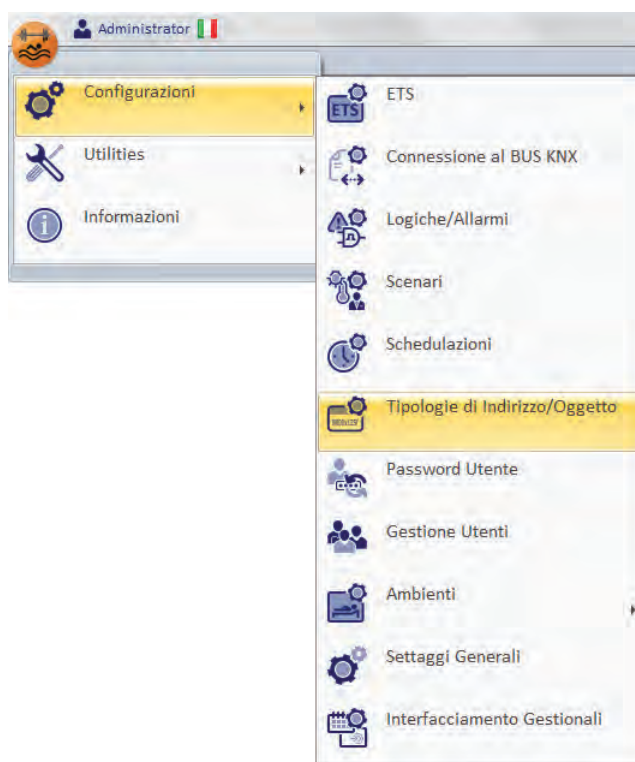 Administrator
Configurazioni
Utilities
Informazioni
ETS
ETS
Connessione al BUS KNX
Logiche/Allarmi
Scenari
Schedulazioni
Tipologie di Indirizzo/Oggetto
Password Utente
Gestione Utenti
Ambienti
Settaggi Generali
Interfacciamento Gestionali